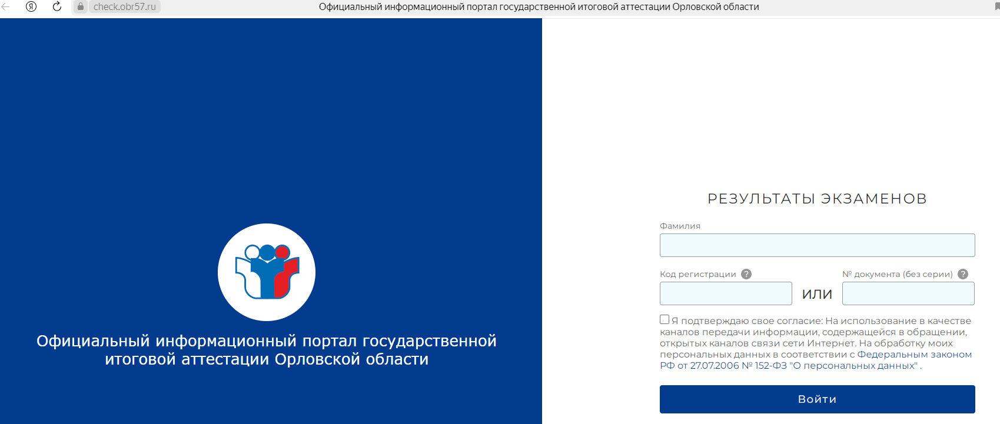 check.obr57.ru
Официальный информационный портал государственной итоговой аттестации Орловской области
Официальный информационный портал государственной
итоговой аттестации Орловской области
РЕЗУЛЬТАТЫ ЭКЗАМЕНОВ
Фамилия
Код регистрации ?
ИЛИ
№ документа (без серии) ?
Я подтверждаю свое согласие: На использование в качестве
каналов передачи информации, содержащейся в обращении,
открытых каналов связи сети Интернет. На обработку моих
персональных данных в соответствии с Федеральным законом
РФ от 27.07.2006 № 152-ФЗ "О персональных данных" .
Войти